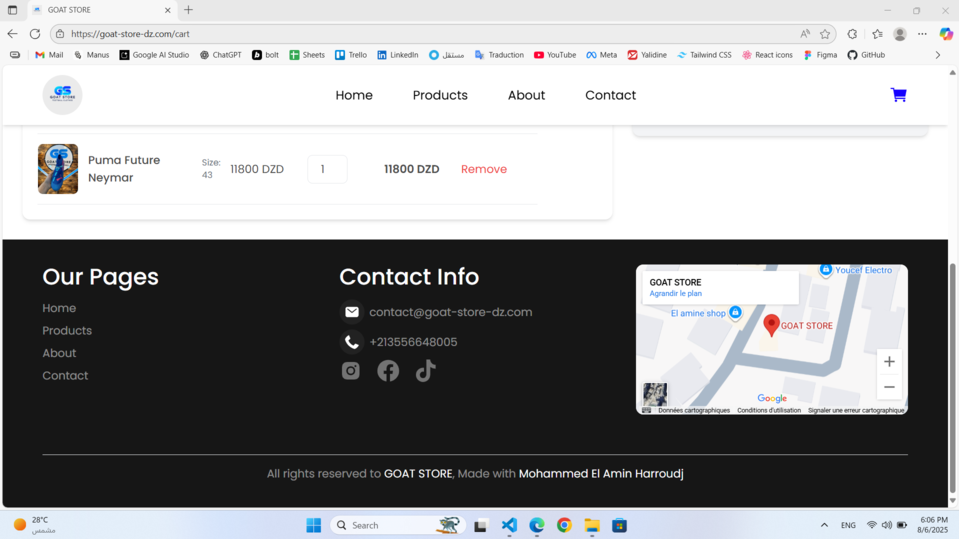 GOAT STORE
https://goat-store-dz.com/cart
Mail Manus Google AI Studio ChatGPT bolt Sheets Trello LinkedIn مستقل Traduction YouTube Meta Yalidine Tailwind CSS React icons Figma GitHub
GS
GOAT STORE
Home Products About Contact
Puma Future
Neymar
Size:
43
11800 DZD
1
11800 DZD
Remove
Our Pages
Home
Products
About
Contact
Contact Info
contact@goat-store-dz.com
+213556648005
GOAT STORE
Agrandir le plan
Youcef Electro
El amine shop
GOAT STORE
Google
Données cartographiques Conditions d'utilisation Signaler une erreur cartographique
All rights reserved to GOAT STORE, Made with Mohammed El Amin Harroudj
28°C
مشمس
Search
ENG
6:06 PM
8/6/2025